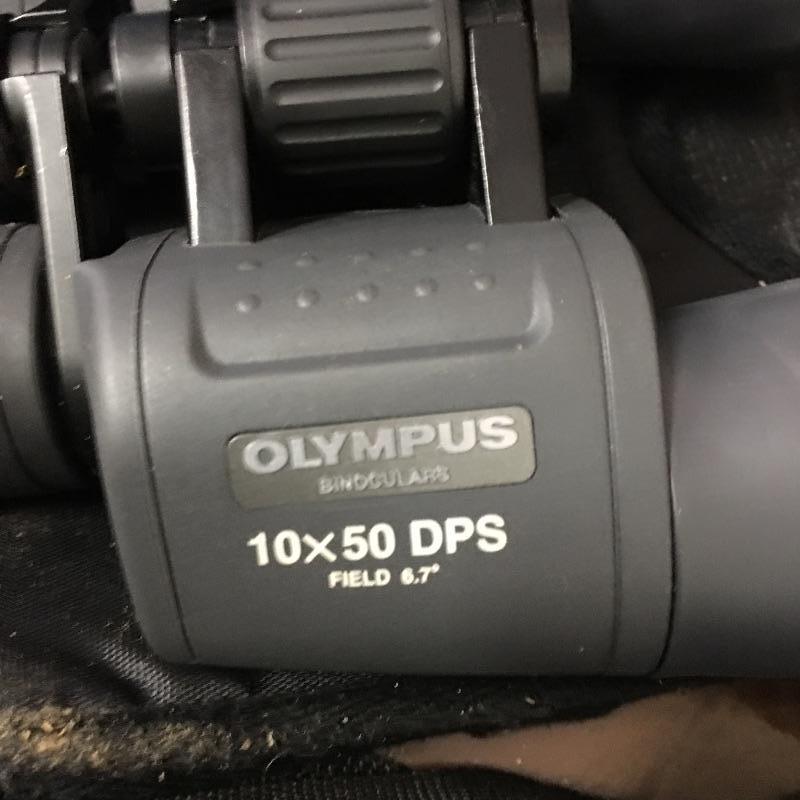 OLYMPUS
BINOCULARS
10×50 DPS
FIELD 6.7°